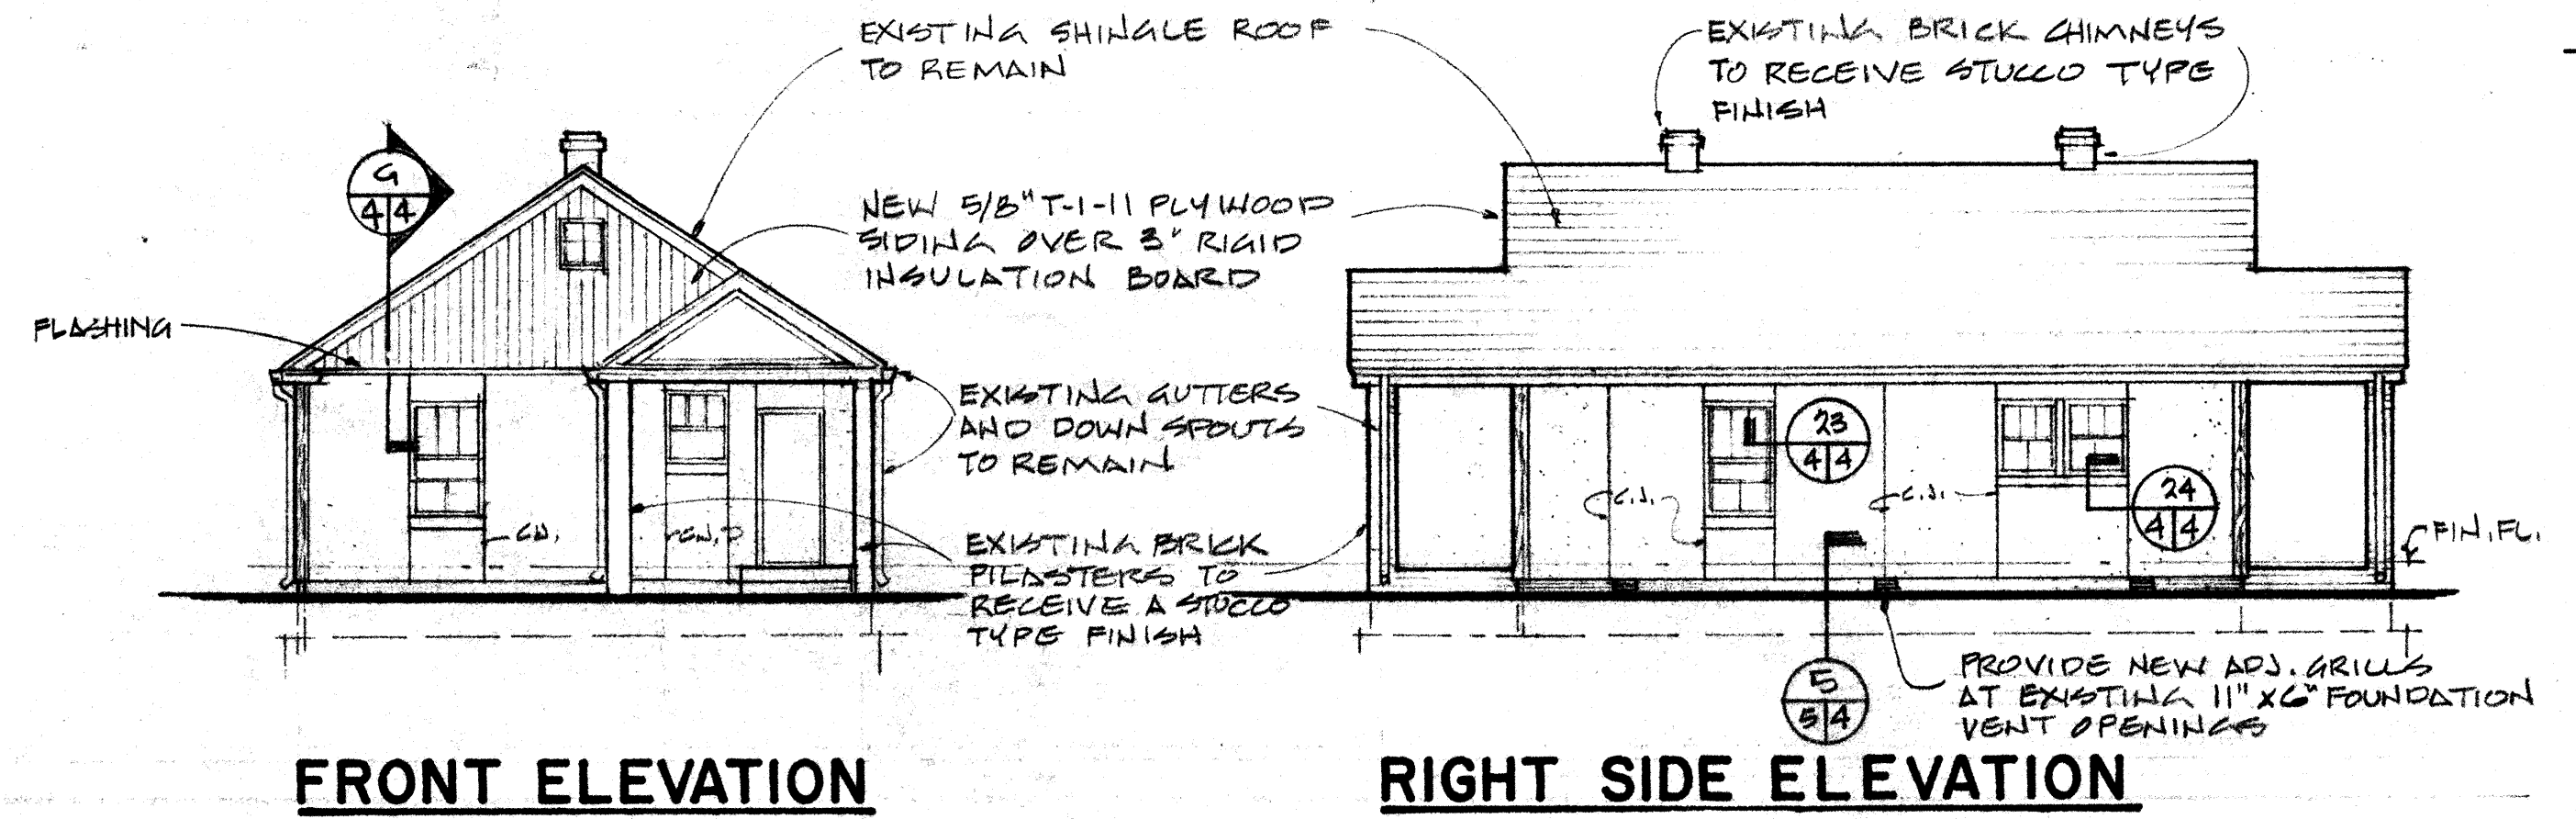 EXISTING SHINGLE ROOF
TO REMAIN
EXISTING BRICK CHIMNEYS
TO RECEIVE STUCCO TYPE
FINISH
G
4 4
NEW 5/8" T-1-11 PLYWOOD
SIDING OVER 3" RIGID
INSULATION BOARD
FLASHING
EXISTING GUTTERS
AND DOWN SPOUTS
TO REMAIN
23
4 4
24
4 4
C.J.
C.J.
C.J.
C.J.
FIN. FL.
EXISTING BRICK
PILASTERS TO
RECEIVE A STUCCO
TYPE FINISH
5
5 4
PROVIDE NEW ADJ. GRILLS
AT EXISTING 11" X 6" FOUNDATION
VENT OPENINGS
FRONT ELEVATION
RIGHT SIDE ELEVATION